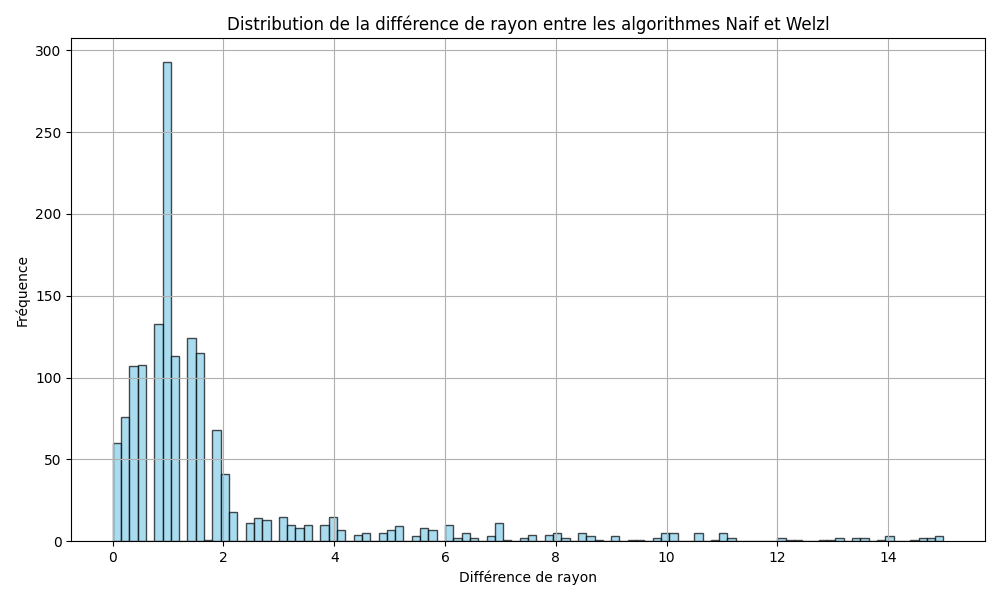 Distribution de la différence de rayon entre les algorithmes Naif et Welzl
300
250
200
150
100
50
0
Fréquence
0 2 4 6 8 10 12 14
Différence de rayon